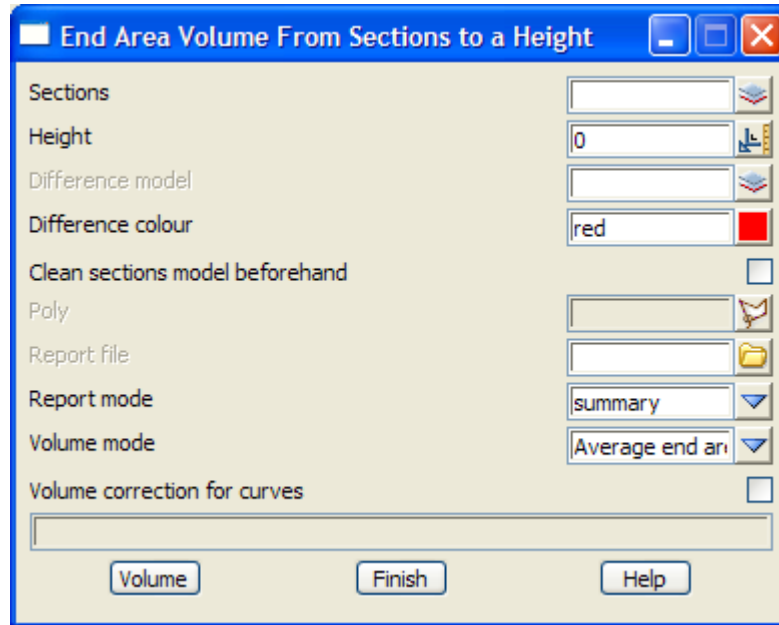 End Area Volume From Sections to a Height
Sections
Height 0
Difference model
Difference colour red
Clean sections model beforehand
Poly
Report file
Report mode summary
Volume mode Average end
Volume correction for curves
Volume Finish Help